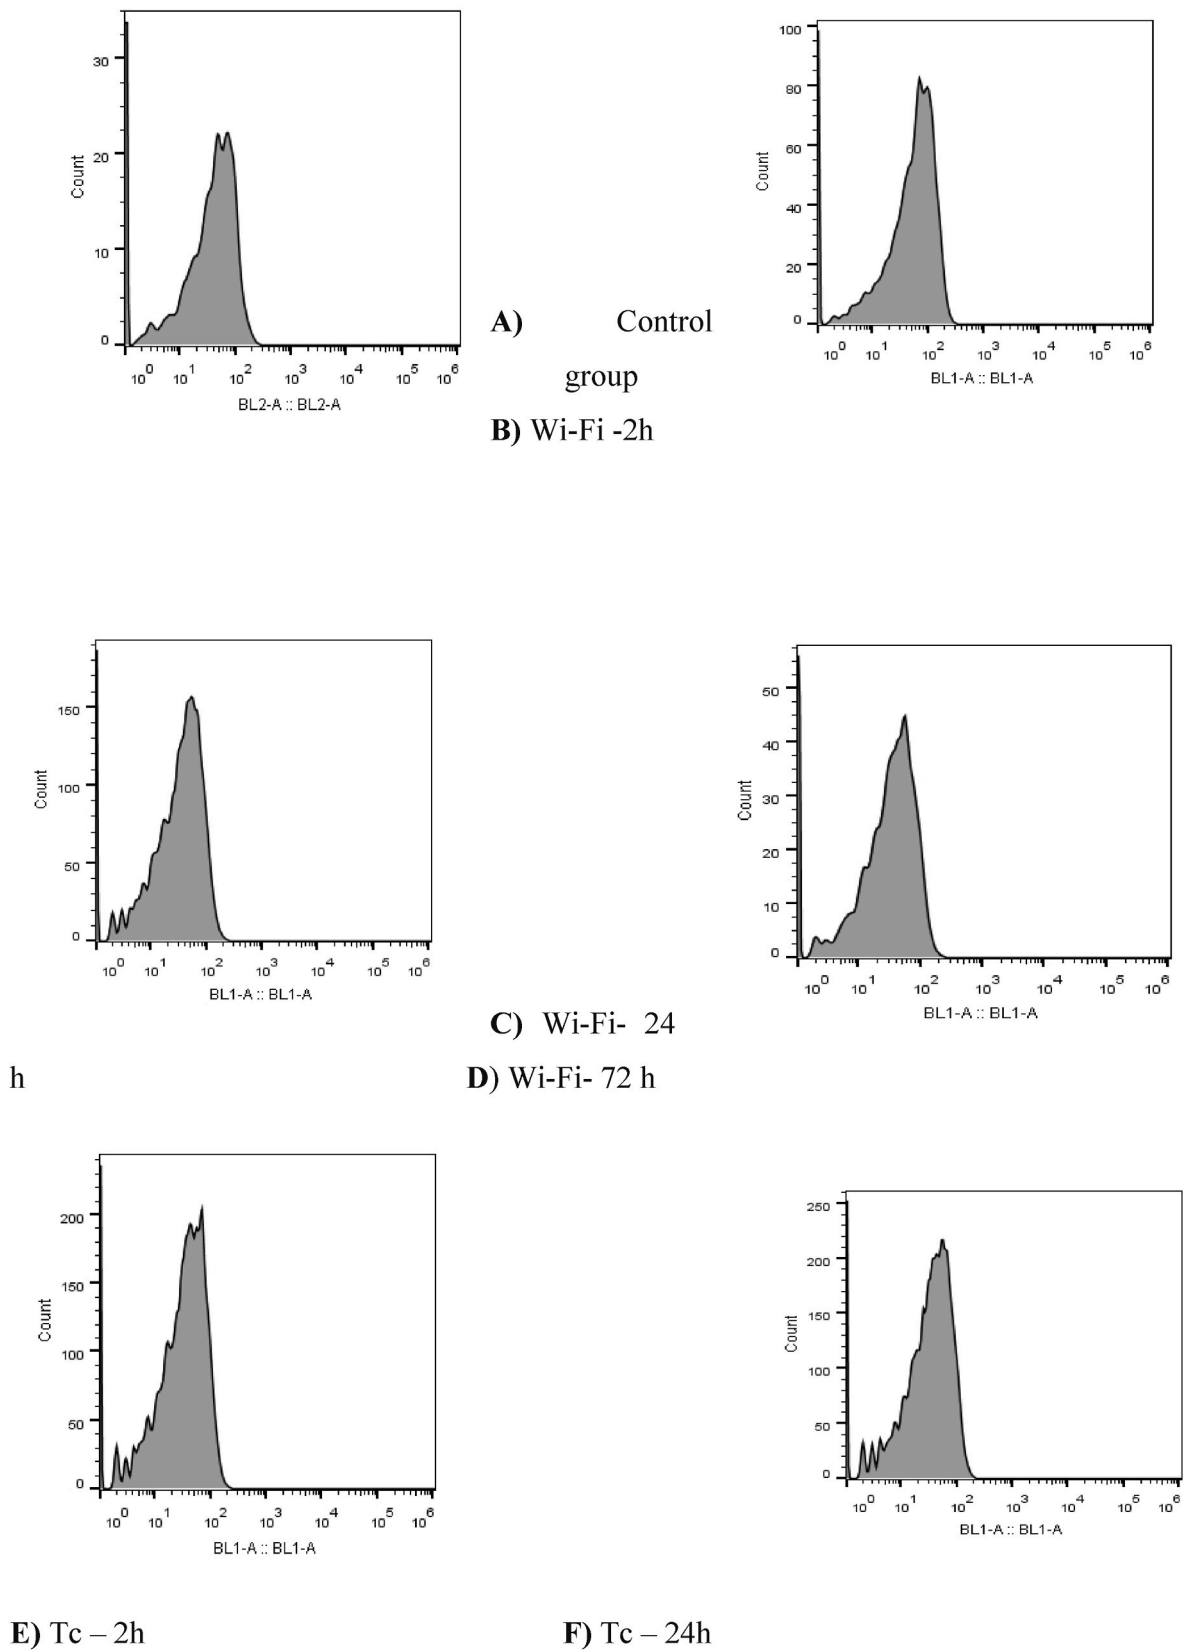 30
20
10
0
Count
10^0 10^1 10^2 10^3 10^4 10^5 10^6
BL2-A :: BL2-A
100
80
60
40
20
0
Count
10^0 10^1 10^2 10^3 10^4 10^5 10^6
BL1-A :: BL1-A
A) Control
group
B) Wi-Fi -2h
150
100
50
0
Count
10^0 10^1 10^2 10^3 10^4 10^5 10^6
BL1-A :: BL1-A
50
40
30
20
10
0
Count
10^0 10^1 10^2 10^3 10^4 10^5 10^6
BL1-A :: BL1-A
C) Wi-Fi- 24
h D) Wi-Fi- 72 h
200
150
100
50
0
Count
10^0 10^1 10^2 10^3 10^4 10^5 10^6
BL1-A :: BL1-A
250
200
150
100
50
0
Count
10^0 10^1 10^2 10^3 10^4 10^5 10^6
BL1-A :: BL1-A
E) Tc – 2h F) Tc – 24h